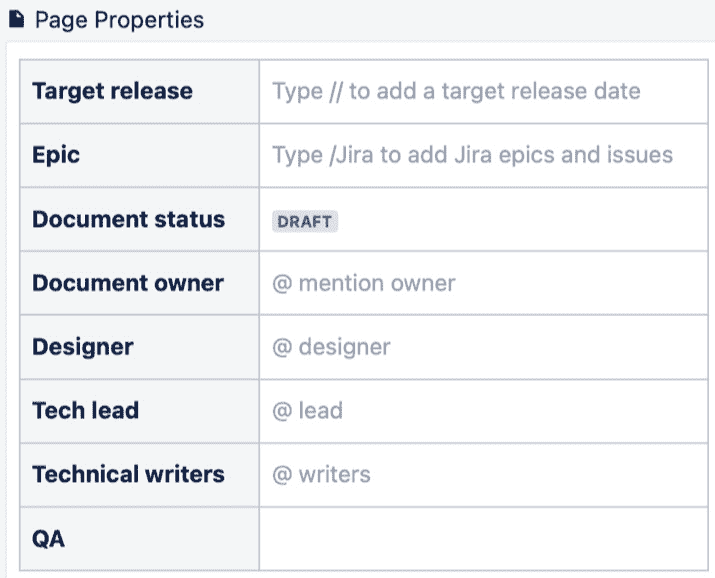 Page Properties
Target release Type // to add a target release date
Epic Type /Jira to add Jira epics and issues
Document status DRAFT
Document owner @ mention owner
Designer @ designer
Tech lead @ lead
Technical writers @ writers
QA